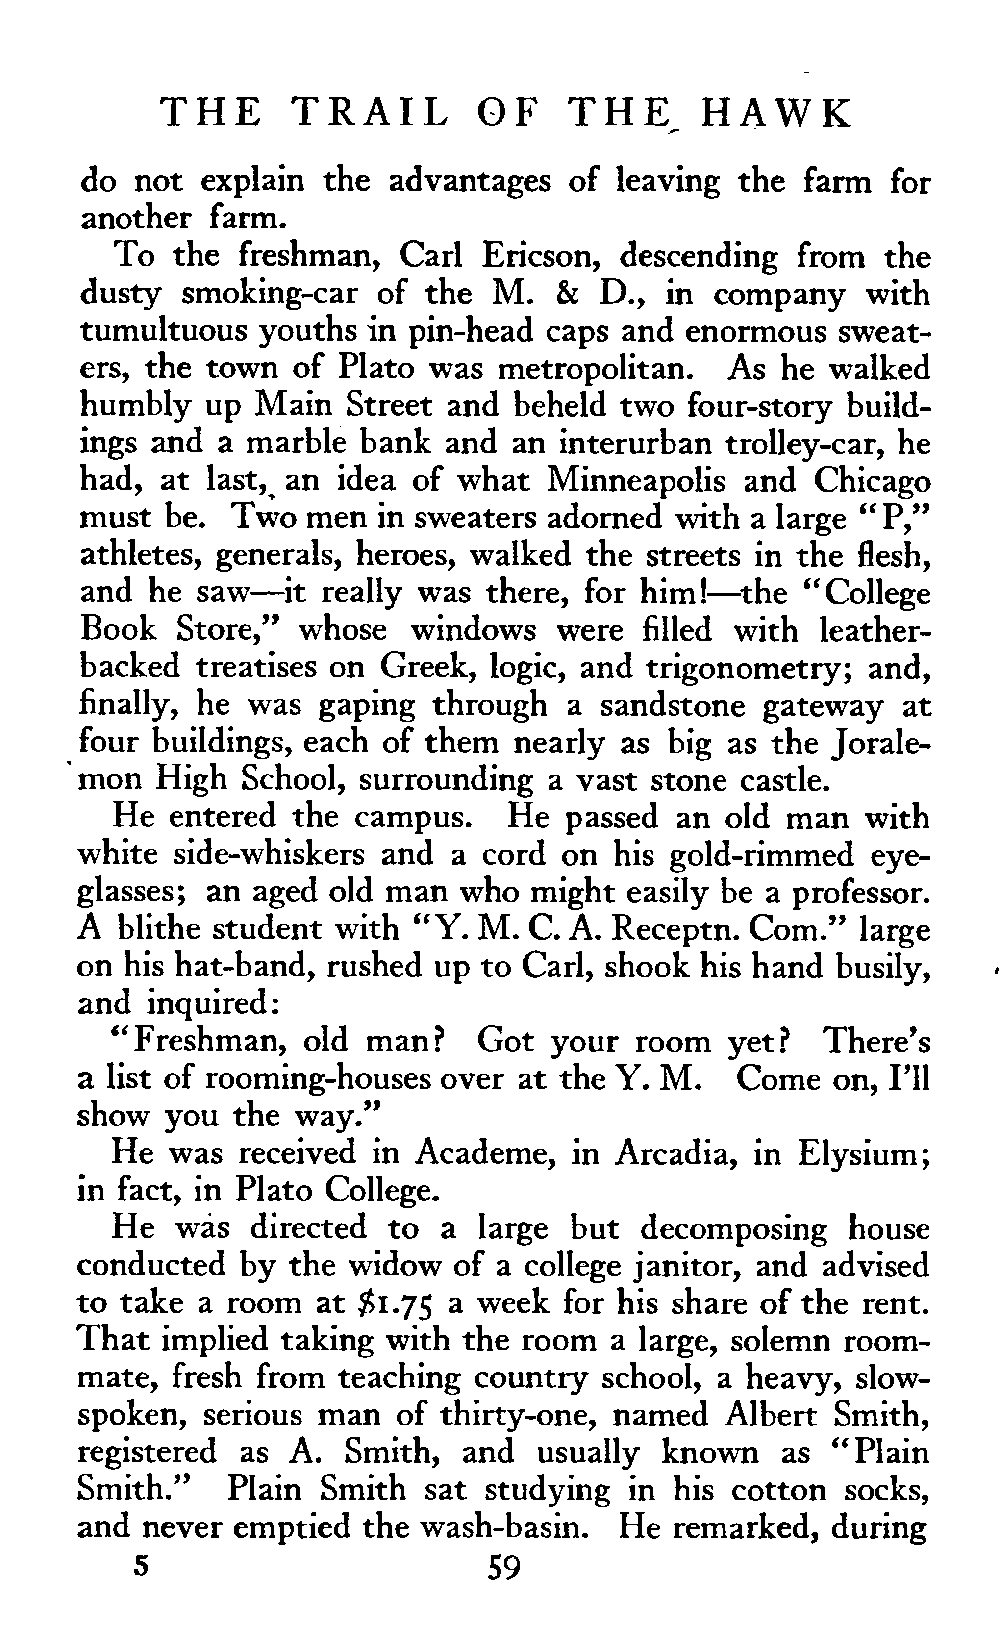 THE TRAIL OF THE HAWK
do not explain the advantages of leaving the farm for
another farm.
To the freshman, Carl Ericson, descending from the
dusty smoking-car of the M. & D., in company with
tumultuous youths in pin-head caps and enormous sweat-
ers, the town of Plato was metropolitan. As he walked
humbly up Main Street and beheld two four-story build-
ings and a marble bank and an interurban trolley-car, he
had, at last, an idea of what Minneapolis and Chicago
must be. Two men in sweaters adorned with a large “P,”
athletes, generals, heroes, walked the streets in the flesh,
and he saw—it really was there, for him!—the “College
Book Store,” whose windows were filled with leather-
backed treatises on Greek, logic, and trigonometry; and,
finally, he was gaping through a sandstone gateway at
four buildings, each of them nearly as big as the Jorale-
mon High School, surrounding a vast stone castle.
He entered the campus. He passed an old man with
white side-whiskers and a cord on his gold-rimmed eye-
glasses; an aged old man who might easily be a professor.
A blithe student with “Y. M. C. A. Receptn. Com.” large
on his hat-band, rushed up to Carl, shook his hand busily,
and inquired:
“Freshman, old man? Got your room yet? There’s
a list of rooming-houses over at the Y. M. Come on, I’ll
show you the way.”
He was received in Academe, in Arcadia, in Elysium;
in fact, in Plato College.
He was directed to a large but decomposing house
conducted by the widow of a college janitor, and advised
to take a room at $1.75 a week for his share of the rent.
That implied taking with the room a large, solemn room-
mate, fresh from teaching country school, a heavy, slow-
spoken, serious man of thirty-one, named Albert Smith,
registered as A. Smith, and usually known as “Plain
Smith.” Plain Smith sat studying in his cotton socks,
and never emptied the wash-basin. He remarked, during
5 59